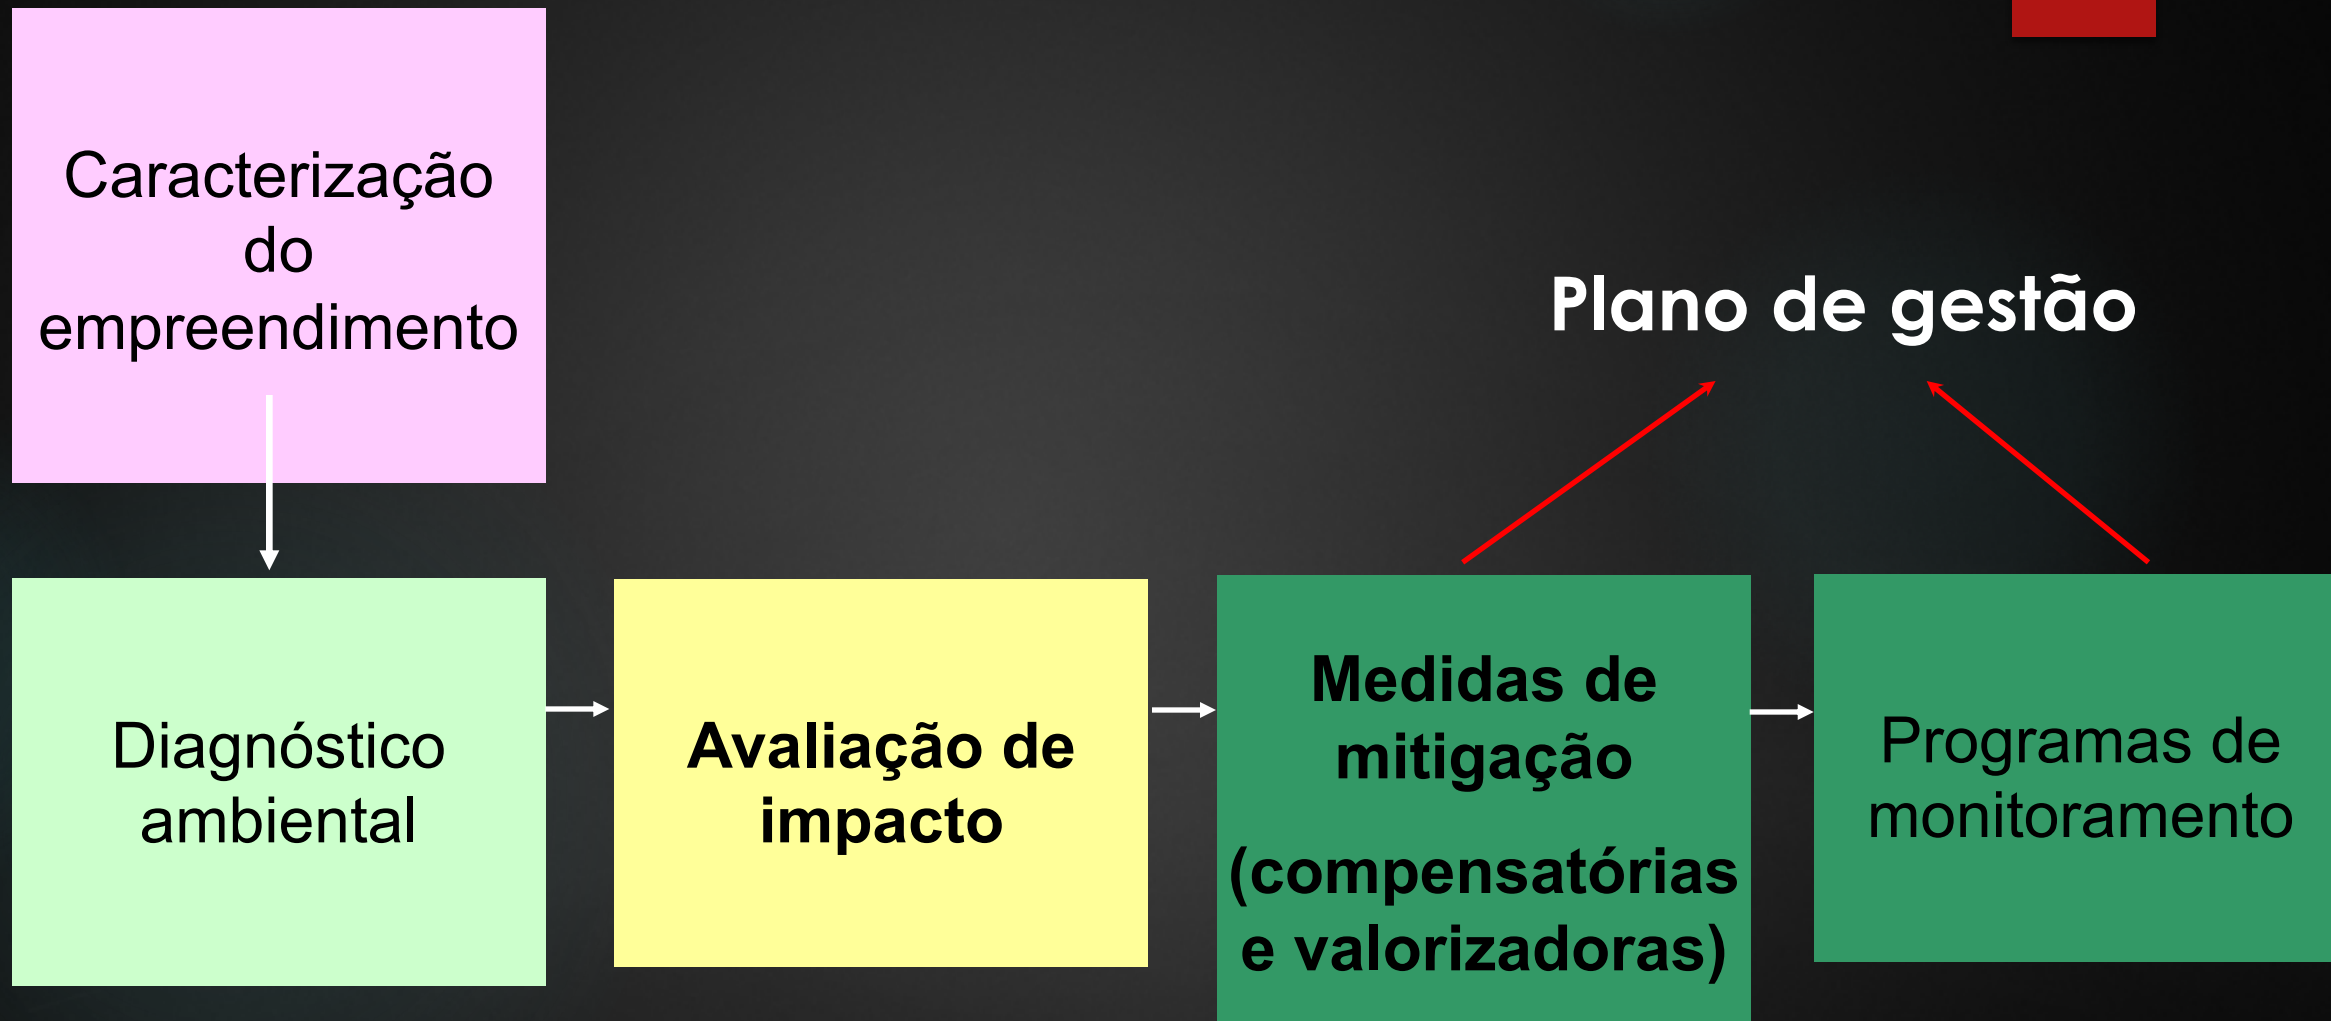 Caracterização
do
empreendimento
Plano de gestão
Diagnóstico
ambiental
Avaliação de
impacto
Medidas de
mitigação
(compensatórias
e valorizadoras)
Programas de
monitoramento